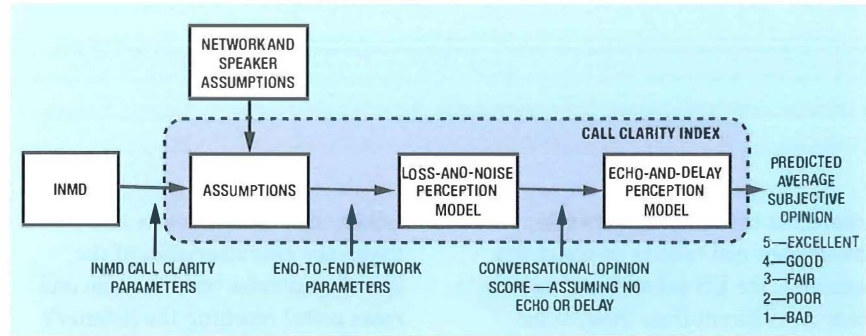 NETWORK AND
SPEAKER
ASSUMPTIONS
CALL CLARITY INDEX
INMD
ASSUMPTIONS
LOSS-ANO-NOISE
PERCEPTION
MODEL
ECHO-AND-DELAY
PERCEPTION
MODEL
PREDICTED
AVERAGE
SUBJECTIVE
OPINION
5—EXCELLENT
4—GOOD
3—FAIR
2—POOR
1—BAD
INMD CALL CLARITY
PARAMETERS
ENO-TO-END NETWORK
PARAMETERS
CONVERSATIONAL OPINION
SCORE—ASSUMING NO
ECHO OR DELAY